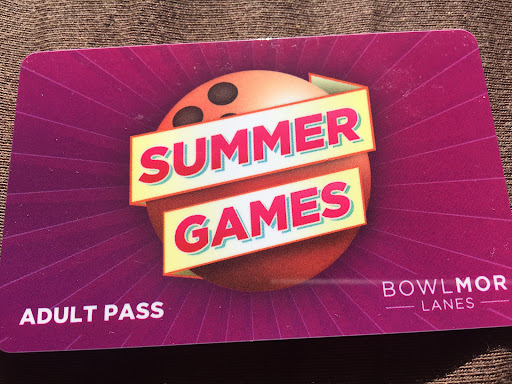 SUMMER
GAMES
ADULT PASS
BOWLMOR
LANES